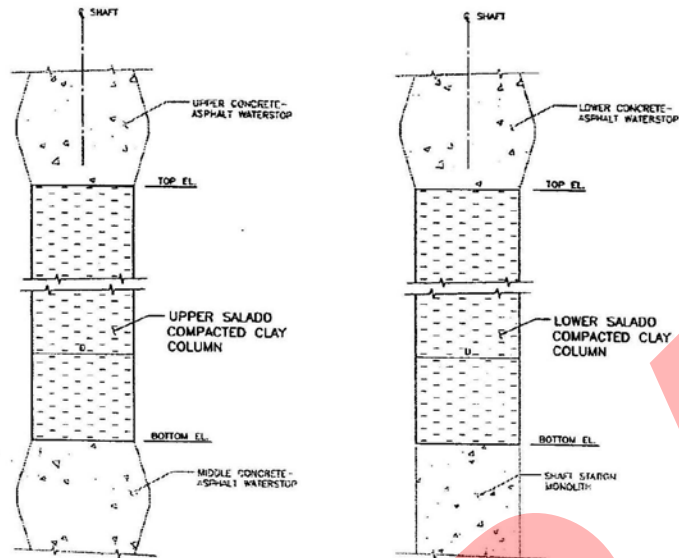 ℄ SHAFT
UPPER CONCRETE-
ASPHALT WATERSTOP
TOP EL.
UPPER SALADO
COMPACTED CLAY
COLUMN
D
BOTTOM EL.
MIDDLE CONCRETE-
ASPHALT WATERSTOP
℄ SHAFT
LOWER CONCRETE-
ASPHALT WATERSTOP
TOP EL.
LOWER SALADO
COMPACTED CLAY
COLUMN
D
BOTTOM EL.
SHAFT STATION
MONOLITH